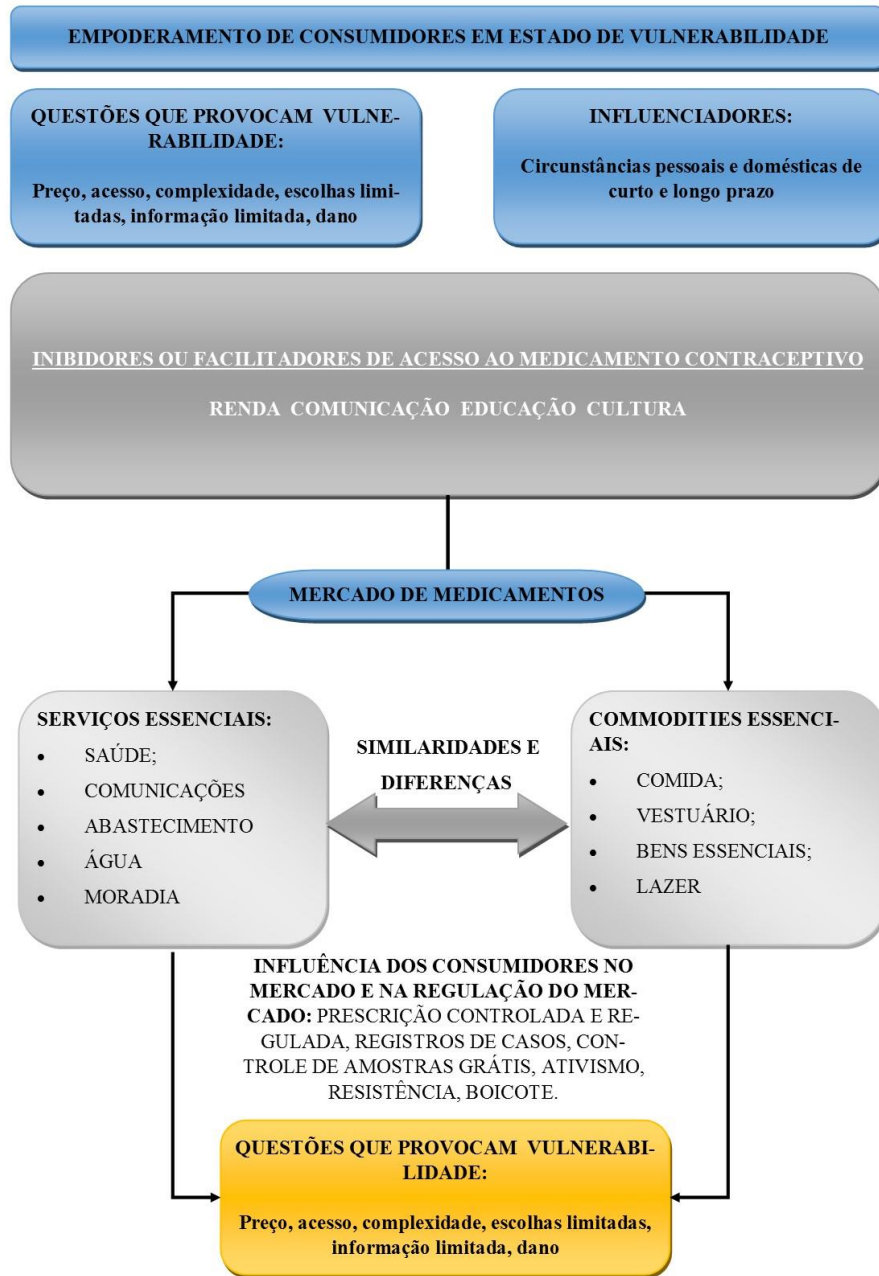 EMPODERAMENTO DE CONSUMIDORES EM ESTADO DE VULNERABILIDADE
QUESTÕES QUE PROVOCAM VULNE-
RABILIDADE:
Preço, acesso, complexidade, escolhas limi-
tadas, informação limitada, dano
INFLUENCIADORES:
Circunstâncias pessoais e domésticas de
curto e longo prazo
INIBIDORES OU FACILITADORES DE ACESSO AO MEDICAMENTO CONTRACEPTIVO
RENDA COMUNICAÇÃO EDUCAÇÃO CULTURA
MERCADO DE MEDICAMENTOS
SERVIÇOS ESSENCIAIS:
• SAÚDE;
• COMUNICAÇÕES
• ABASTECIMENTO
• ÁGUA
• MORADIA
SIMILARIDADES E
DIFERENÇAS
COMMODITIES ESSENCI-
AIS:
• COMIDA;
• VESTUÁRIO;
• BENS ESSENCIAIS;
• LAZER
INFLUÊNCIA DOS CONSUMIDORES NO
MERCADO E NA REGULAÇÃO DO MER-
CADO: PRESCRIÇÃO CONTROLADA E RE-
GULADA, REGISTROS DE CASOS, CON-
TROLE DE AMOSTRAS GRÁTIS, ATIVISMO,
RESISTÊNCIA, BOICOTE.
QUESTÕES QUE PROVOCAM VULNERABI-
LIDADE:
Preço, acesso, complexidade, escolhas limitadas,
informação limitada, dano